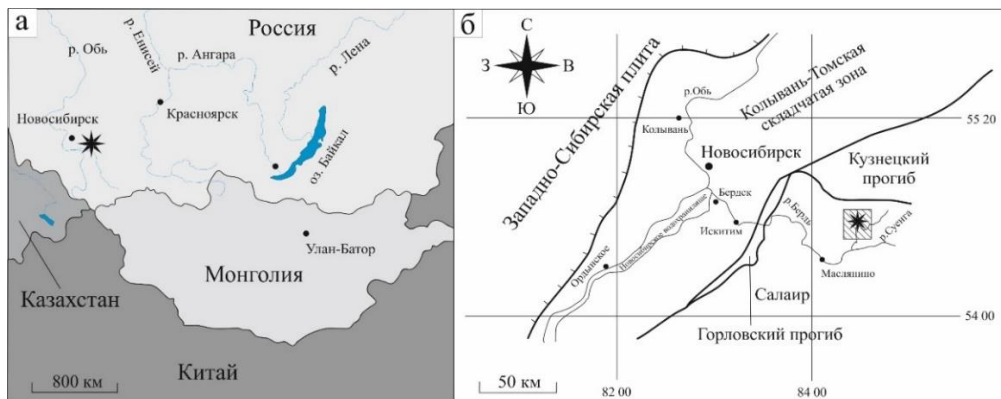 а
Россия
р. Обь
р. Енисей
р. Ангара
р. Лена
Новосибирск
Красноярск
оз. Байкал
Улан-Батор
Монголия
Казахстан
Китай
800 км
б
С
З
В
Ю
Западно-Сибирская плита
р.Обь
Колывань-Томская
складчатая зона
55 20
Колывань
Новосибирск
Кузнецкий
прогиб
Бердск
р.Бердь
Искитим
р.Суенга
Новосибирское водохранилище
Ордынское
Маслянино
Салаир
54 00
Горловский прогиб
50 км
82 00
84 00